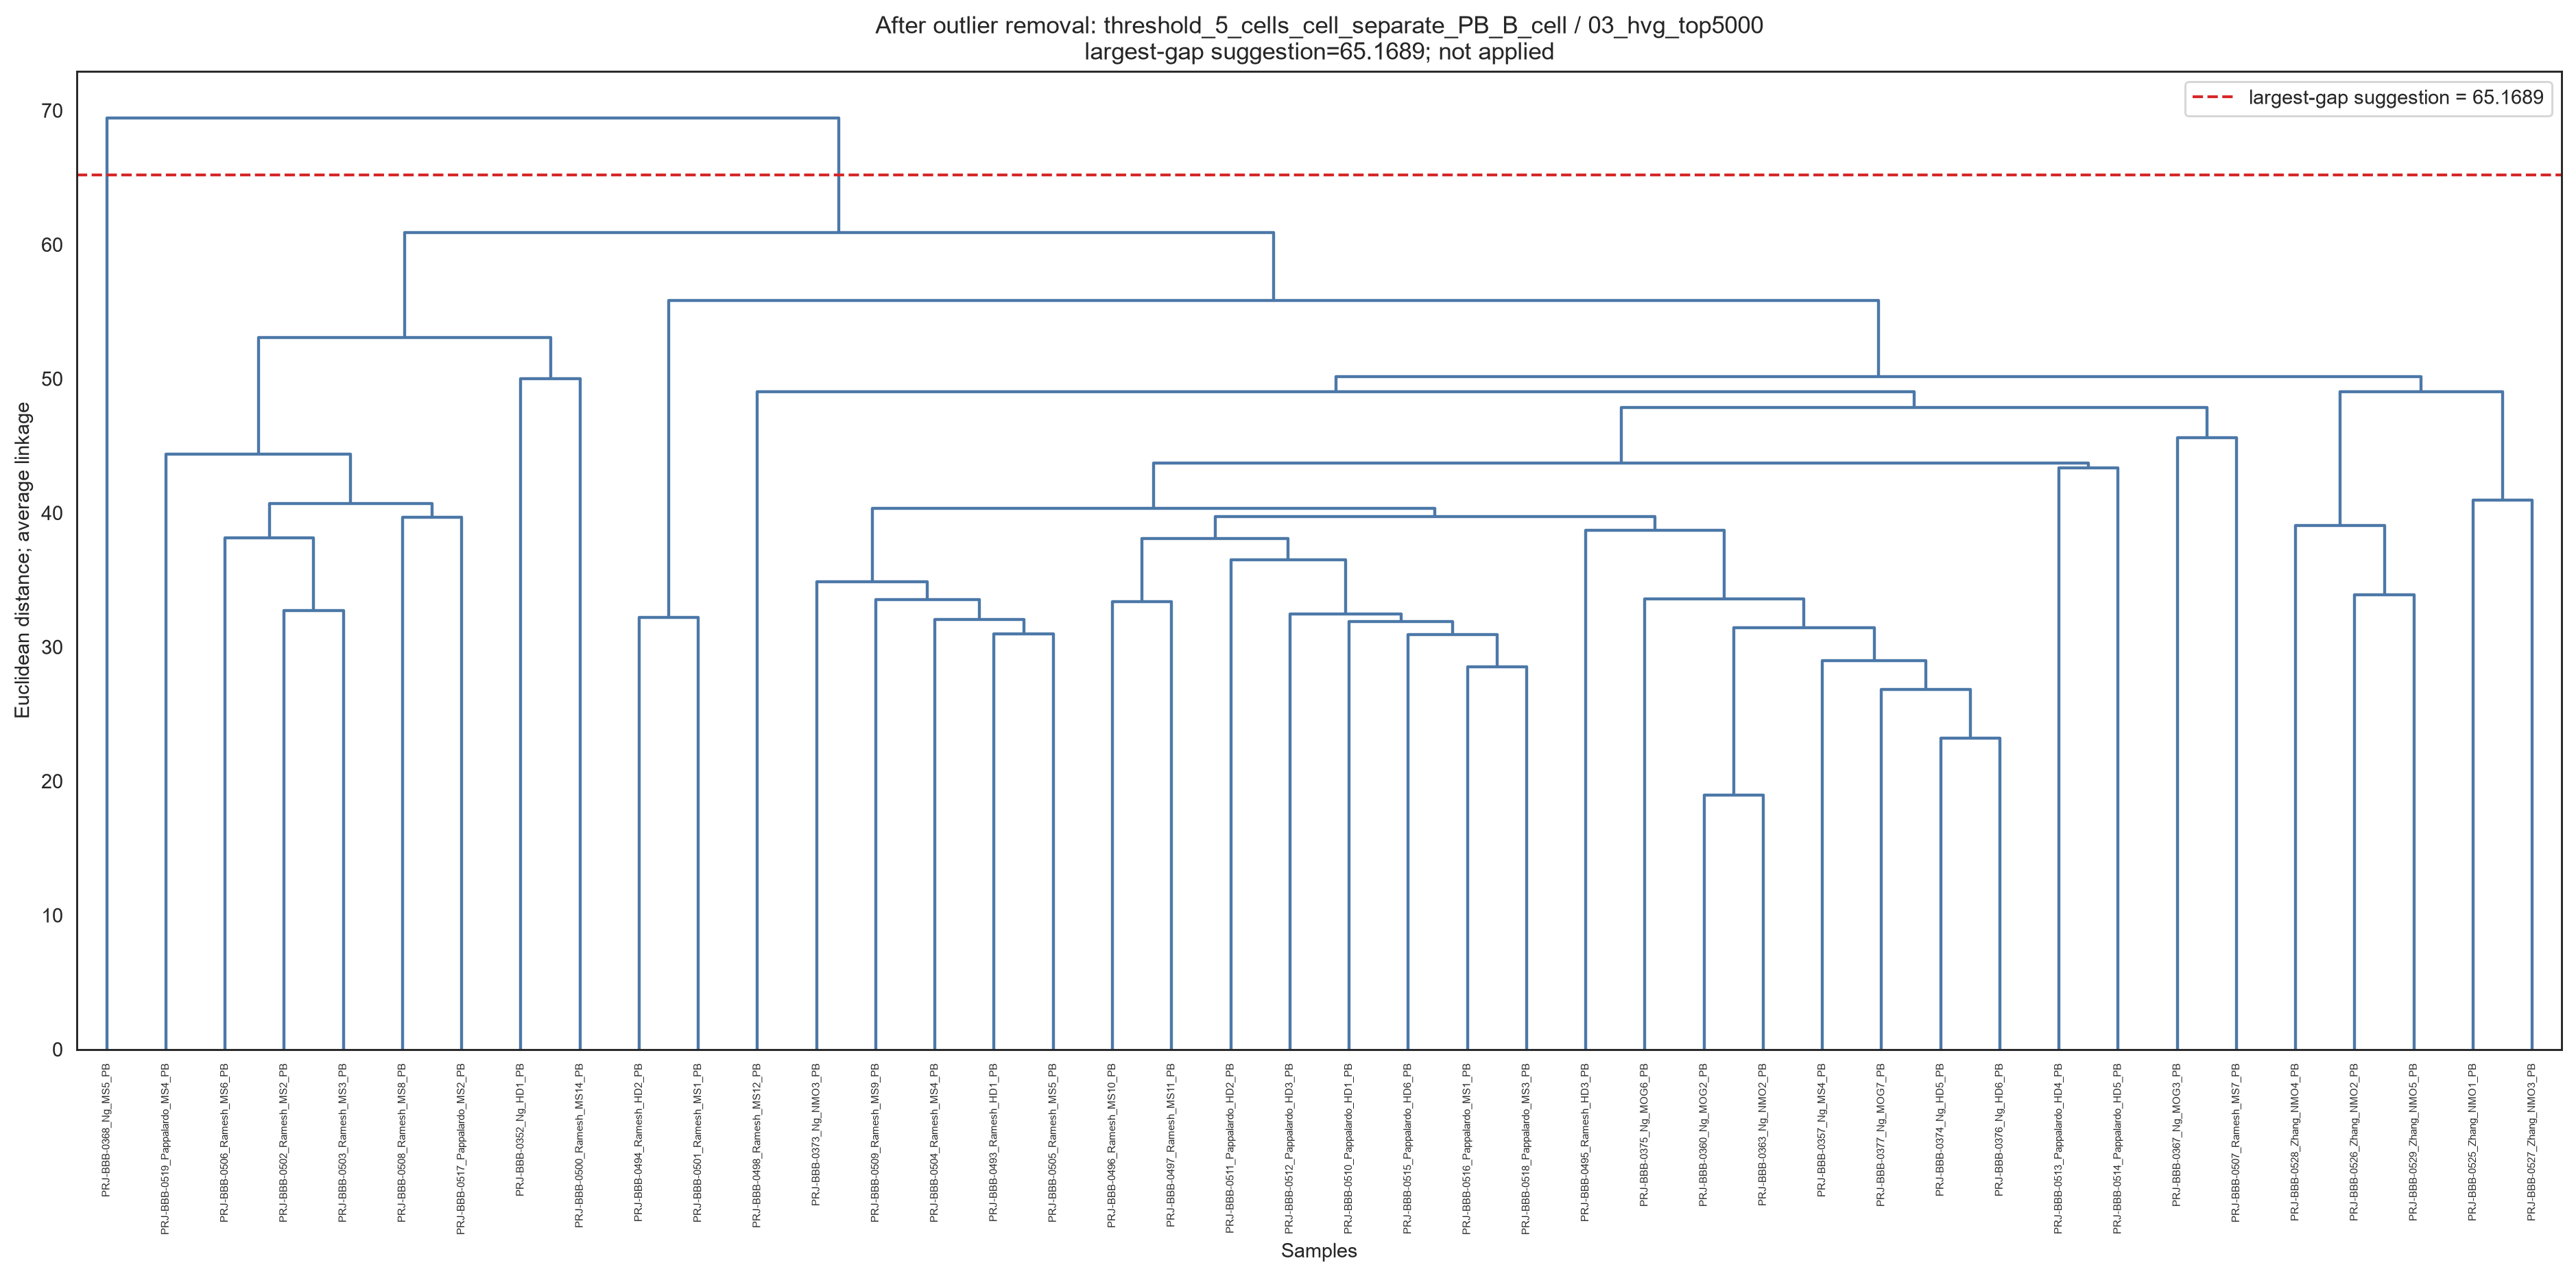 After outlier removal: threshold_5_cells_cell_separate_PB_B_cell / 03_hvg_top5000
largest-gap suggestion=65.1689; not applied
largest-gap suggestion = 65.1689
Euclidean distance; average linkage
70
60
50
40
30
20
10
0
PRJ-BBB-0368_Ng_MS5_PB
PRJ-BBB-0519_Pappalardo_MS4_PB
PRJ-BBB-0506_Ramesh_MS6_PB
PRJ-BBB-0502_Ramesh_MS2_PB
PRJ-BBB-0503_Ramesh_MS3_PB
PRJ-BBB-0508_Ramesh_MS8_PB
PRJ-BBB-0517_Pappalardo_MS2_PB
PRJ-BBB-0352_Ng_HD1_PB
PRJ-BBB-0500_Ramesh_MS14_PB
PRJ-BBB-0494_Ramesh_HD2_PB
PRJ-BBB-0501_Ramesh_MS1_PB
PRJ-BBB-0498_Ramesh_MS12_PB
PRJ-BBB-0373_Ng_NMO3_PB
PRJ-BBB-0509_Ramesh_MS9_PB
PRJ-BBB-0504_Ramesh_MS4_PB
PRJ-BBB-0493_Ramesh_HD1_PB
PRJ-BBB-0505_Ramesh_MS5_PB
PRJ-BBB-0496_Ramesh_MS10_PB
PRJ-BBB-0497_Ramesh_MS11_PB
PRJ-BBB-0511_Pappalardo_HD2_PB
PRJ-BBB-0512_Pappalardo_HD3_PB
PRJ-BBB-0510_Pappalardo_HD1_PB
PRJ-BBB-0515_Pappalardo_HD6_PB
PRJ-BBB-0516_Pappalardo_MS1_PB
PRJ-BBB-0518_Pappalardo_MS3_PB
PRJ-BBB-0495_Ramesh_HD3_PB
PRJ-BBB-0375_Ng_MOG6_PB
PRJ-BBB-0360_Ng_MOG2_PB
PRJ-BBB-0363_Ng_NMO2_PB
PRJ-BBB-0357_Ng_MS4_PB
PRJ-BBB-0377_Ng_MOG7_PB
PRJ-BBB-0374_Ng_HD5_PB
PRJ-BBB-0376_Ng_HD6_PB
PRJ-BBB-0513_Pappalardo_HD4_PB
PRJ-BBB-0514_Pappalardo_HD5_PB
PRJ-BBB-0367_Ng_MOG3_PB
PRJ-BBB-0507_Ramesh_MS7_PB
PRJ-BBB-0528_Zhang_NMO4_PB
PRJ-BBB-0526_Zhang_NMO2_PB
PRJ-BBB-0529_Zhang_NMO5_PB
PRJ-BBB-0525_Zhang_NMO1_PB
PRJ-BBB-0527_Zhang_NMO3_PB
Samples